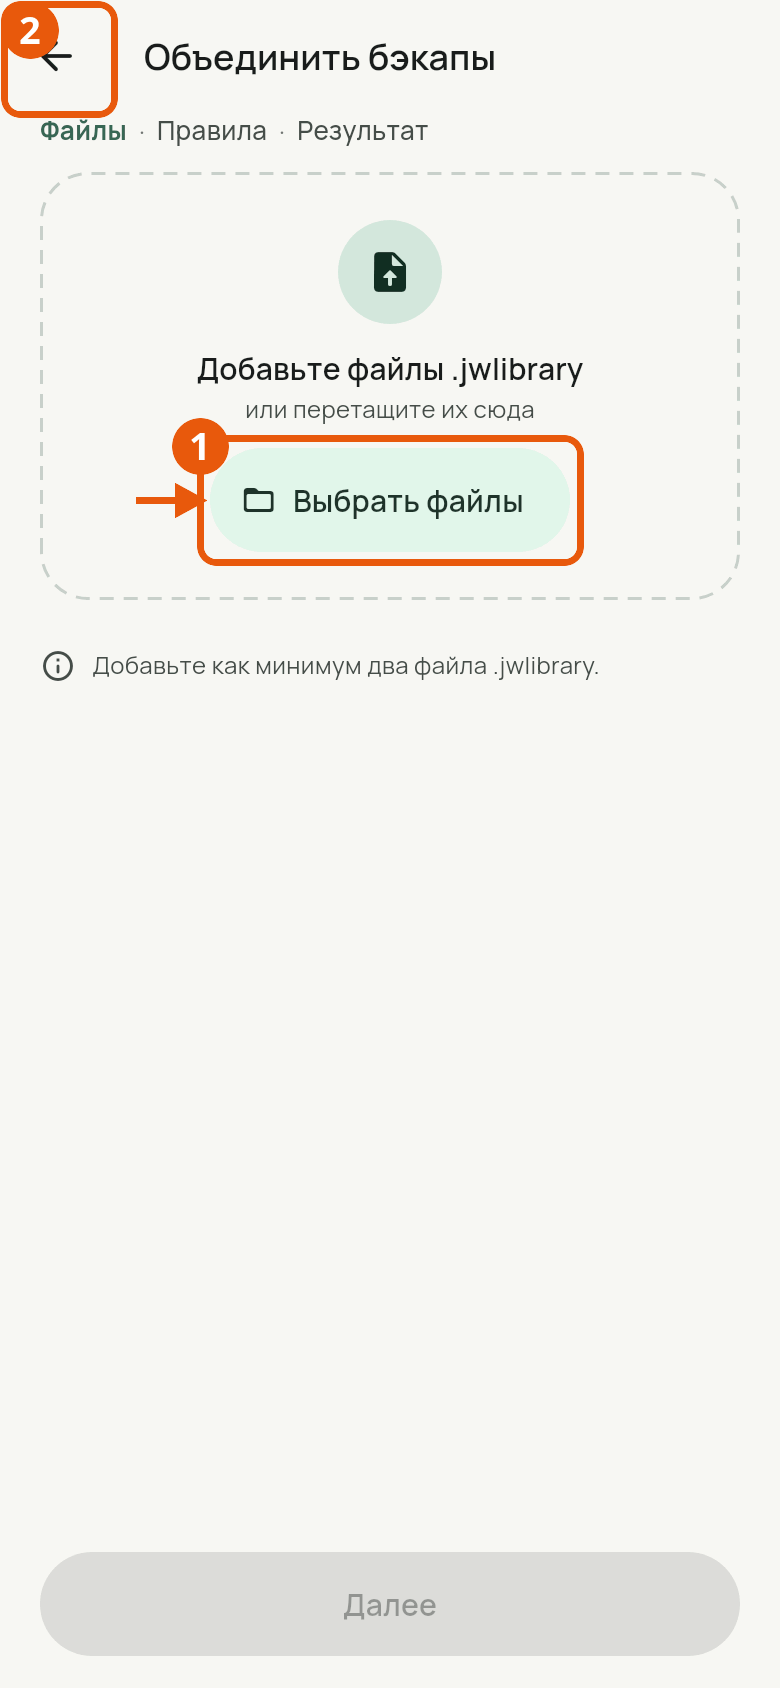 2
Объединить бэкапы
Файлы · Правила · Результат
Добавьте файлы .jwlibrary
или перетащите их сюда
1
Выбрать файлы
Добавьте как минимум два файла .jwlibrary.
Далее